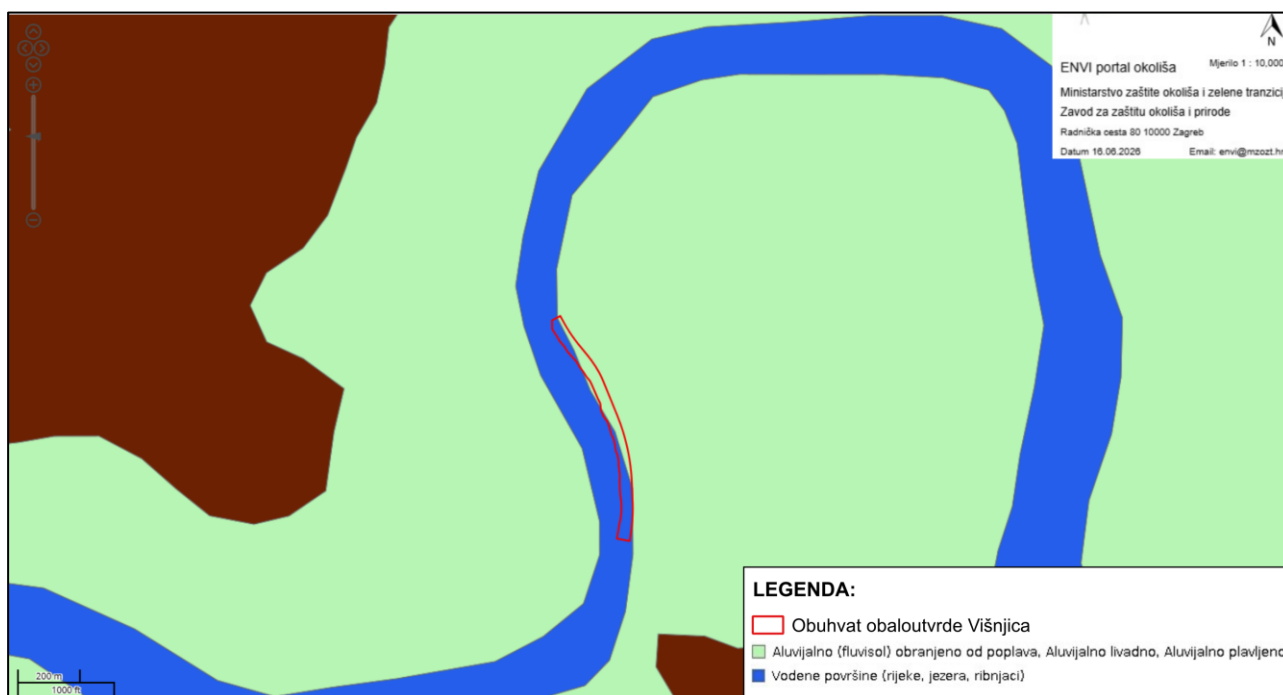 N
ENVI portal okoliša
Mjerilo 1 : 10,000
Ministarstvo zaštite okoliša i zelene tranzicij
Zavod za zaštitu okoliša i prirode
Radnička cesta 80 10000 Zagreb
Datum 16.06.2026
Email: envi@mzozt.hr
LEGENDA:
Obuhvat obaloutvrde Višnjica
Aluvijalno (fluvisol) obranjeno od poplava, Aluvijalno livadno, Aluvijalno plavljeno
Vodene površine (rijeke, jezera, ribnjaci)
200 m
1000 ft